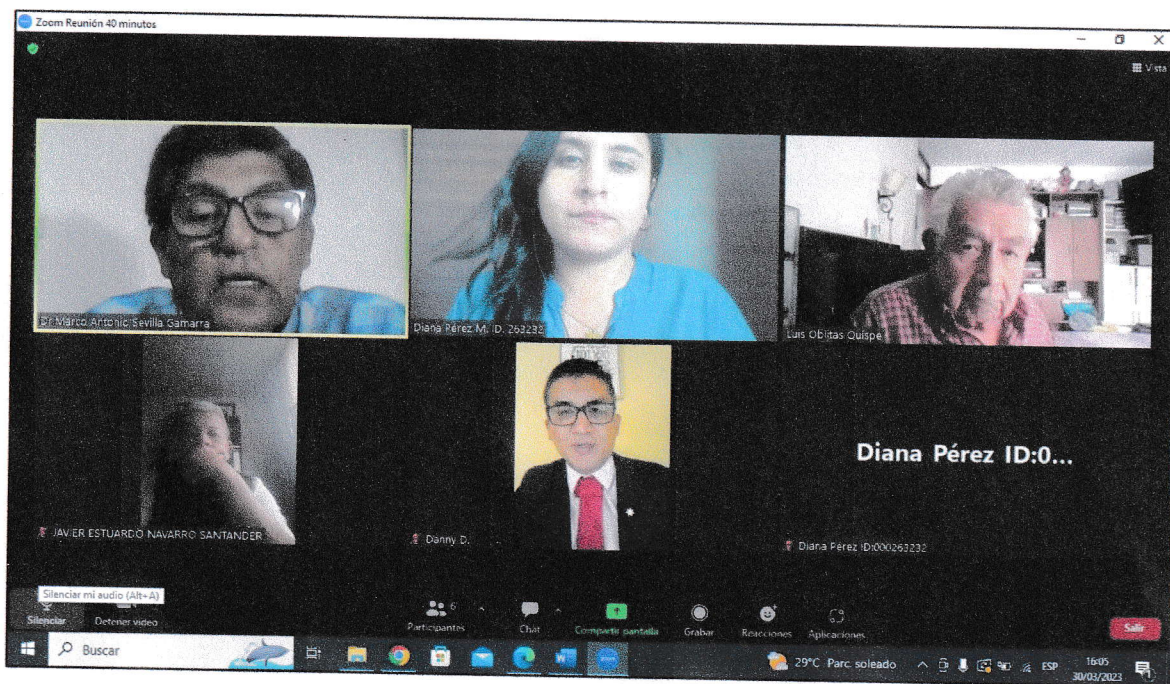 Zoom Reunión 40 minutos
Vista
Dr Marco Antonio Sevilla Gamarra
Diana Pérez M. ID. 263232
Luis Oblitas Quispe
Diana Pérez ID:0...
JAVIER ESTUARDO NAVARRO SANTANDER
Danny D.
Diana Pérez ID:000263232
Silenciar mi audio (Alt+A)
Silenciar
Detener video
6
Participantes
Chat
Compartir pantalla
Grabar
Reacciones
Aplicaciones
Salir
Buscar
29°C Parc. soleado
ESP
16:05
30/03/2023